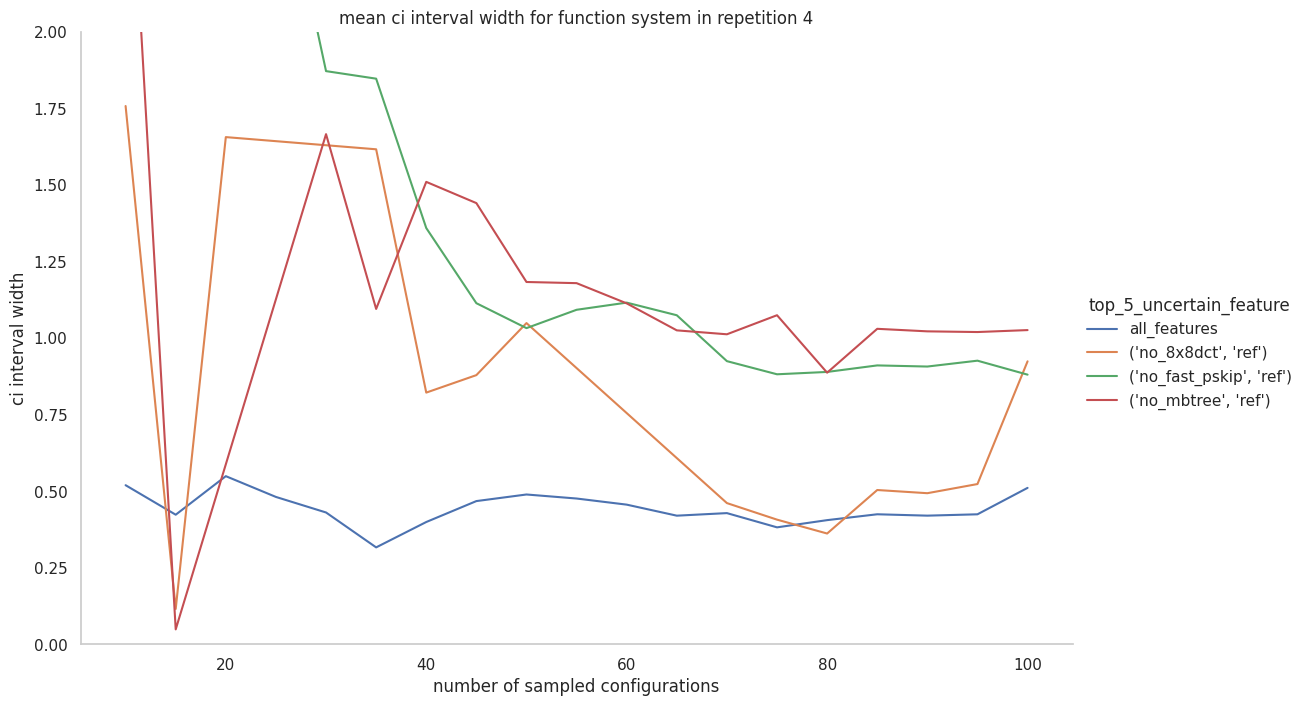 mean ci interval width for function system in repetition 4
2.00
1.75
1.50
1.25
1.00
0.75
0.50
0.25
0.00
ci interval width
20 40 60 80 100
number of sampled configurations
top_5_uncertain_feature
all_features
('no_8x8dct', 'ref')
('no_fast_pskip', 'ref')
('no_mbtree', 'ref')